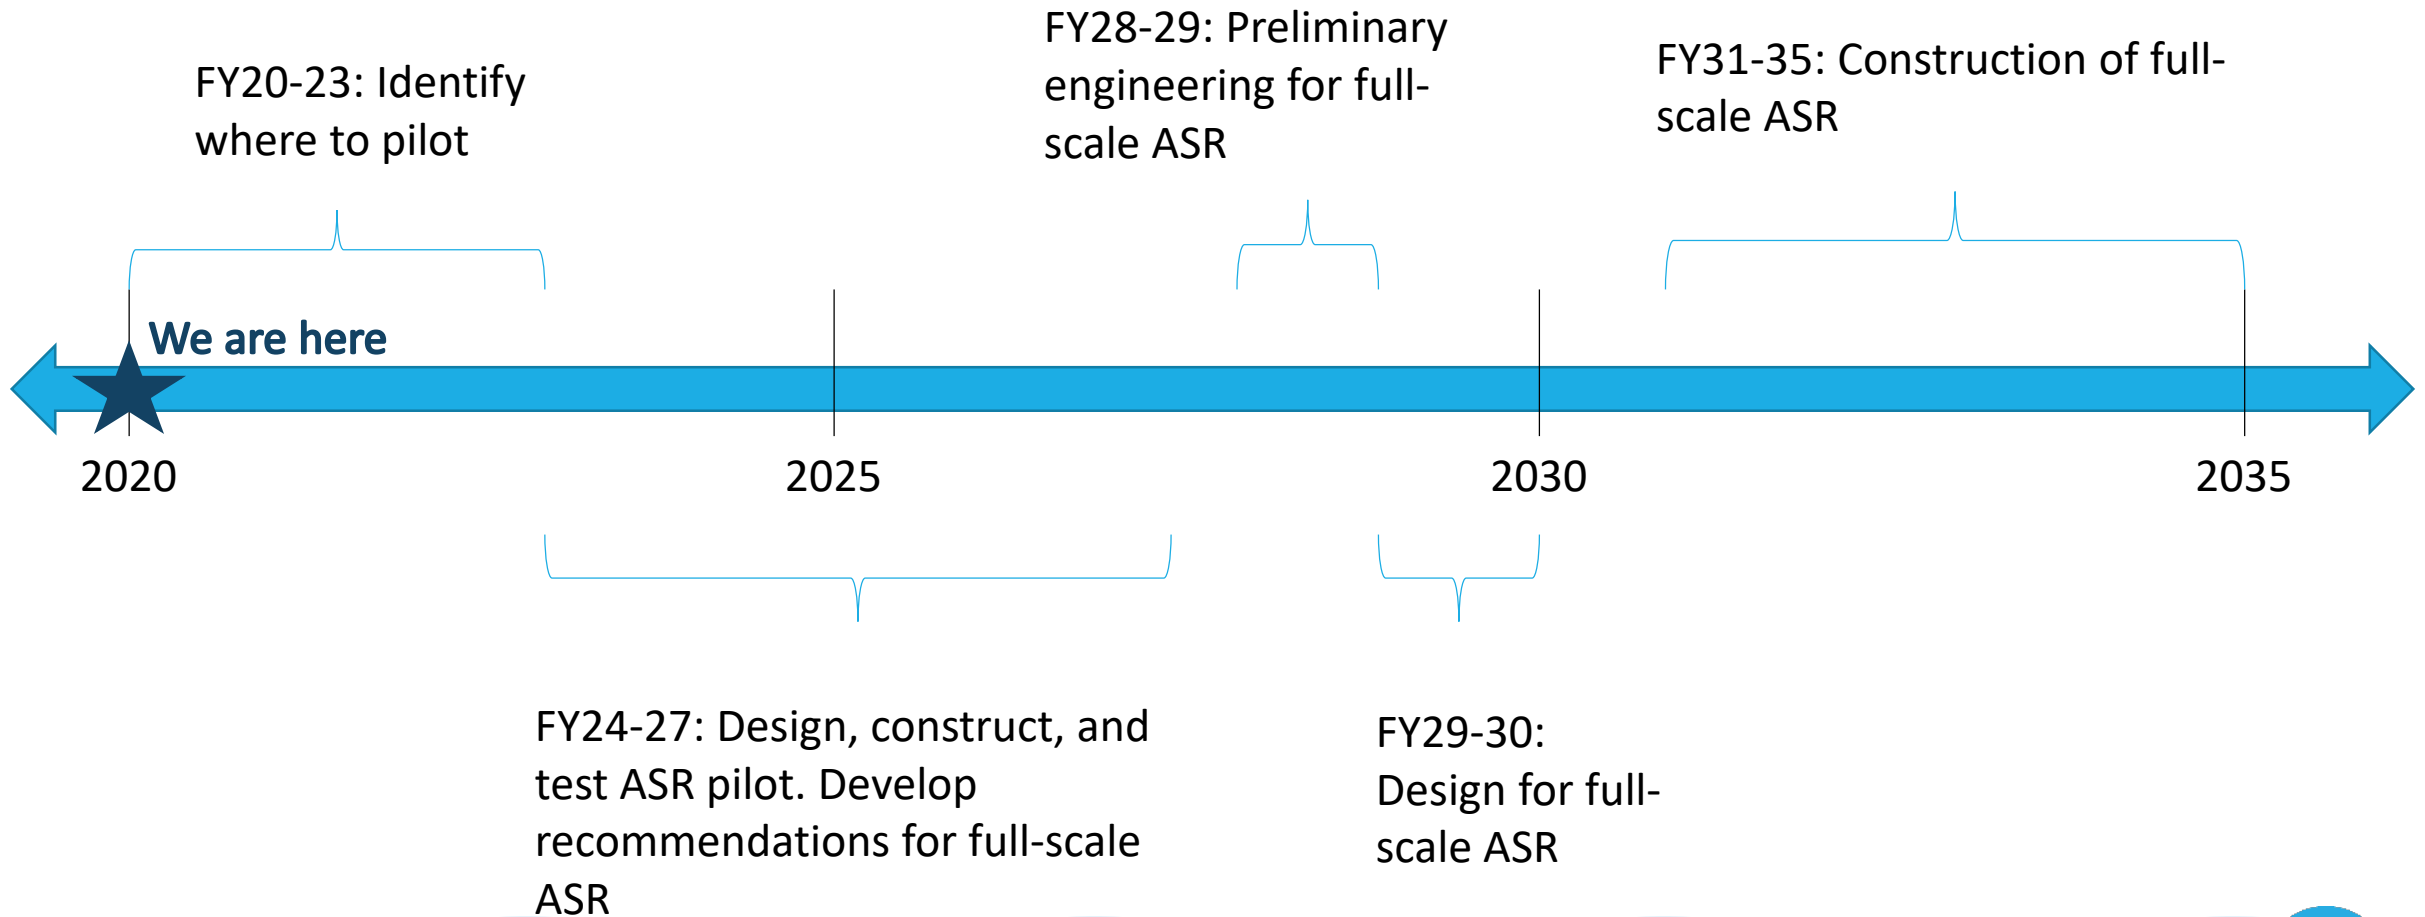 FY20-23: Identify
where to pilot
FY28-29: Preliminary
engineering for full-
scale ASR
FY31-35: Construction of full-
scale ASR
We are here
2020
2025
2030
2035
FY24-27: Design, construct, and
test ASR pilot. Develop
recommendations for full-scale
ASR
FY29-30:
Design for full-
scale ASR